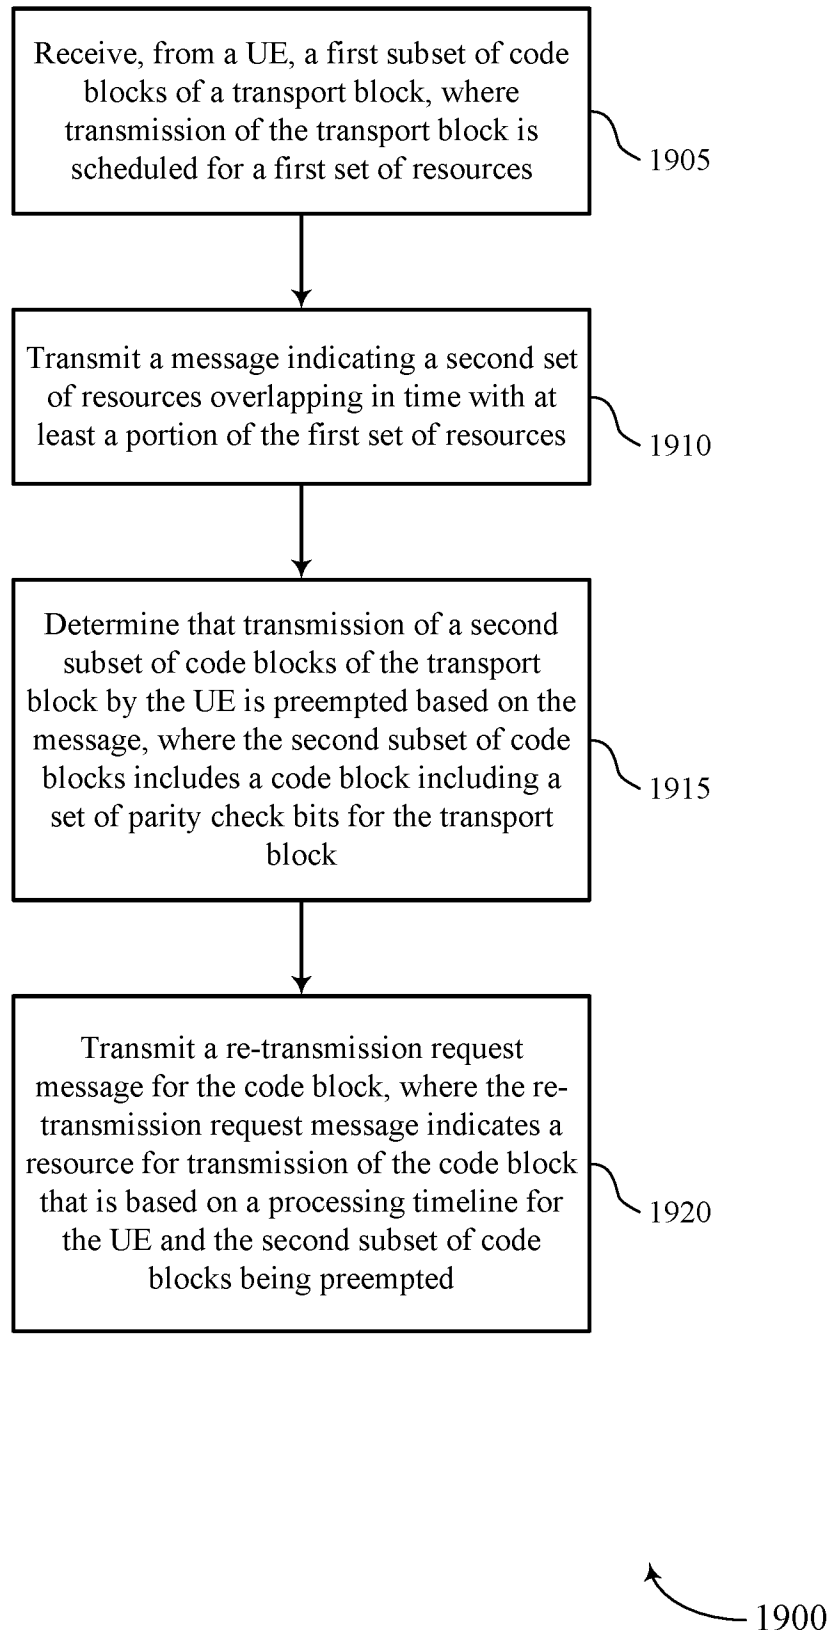 Receive, from a UE, a first subset of code
blocks of a transport block, where
transmission of the transport block is
scheduled for a first set of resources
1905
Transmit a message indicating a second set
of resources overlapping in time with at
least a portion of the first set of resources
1910
Determine that transmission of a second
subset of code blocks of the transport
block by the UE is preempted based on the
message, where the second subset of code
blocks includes a code block including a
set of parity check bits for the transport
block
1915
Transmit a re-transmission request
message for the code block, where the re-
transmission request message indicates a
resource for transmission of the code block
that is based on a processing timeline for
the UE and the second subset of code
blocks being preempted
1920
1900